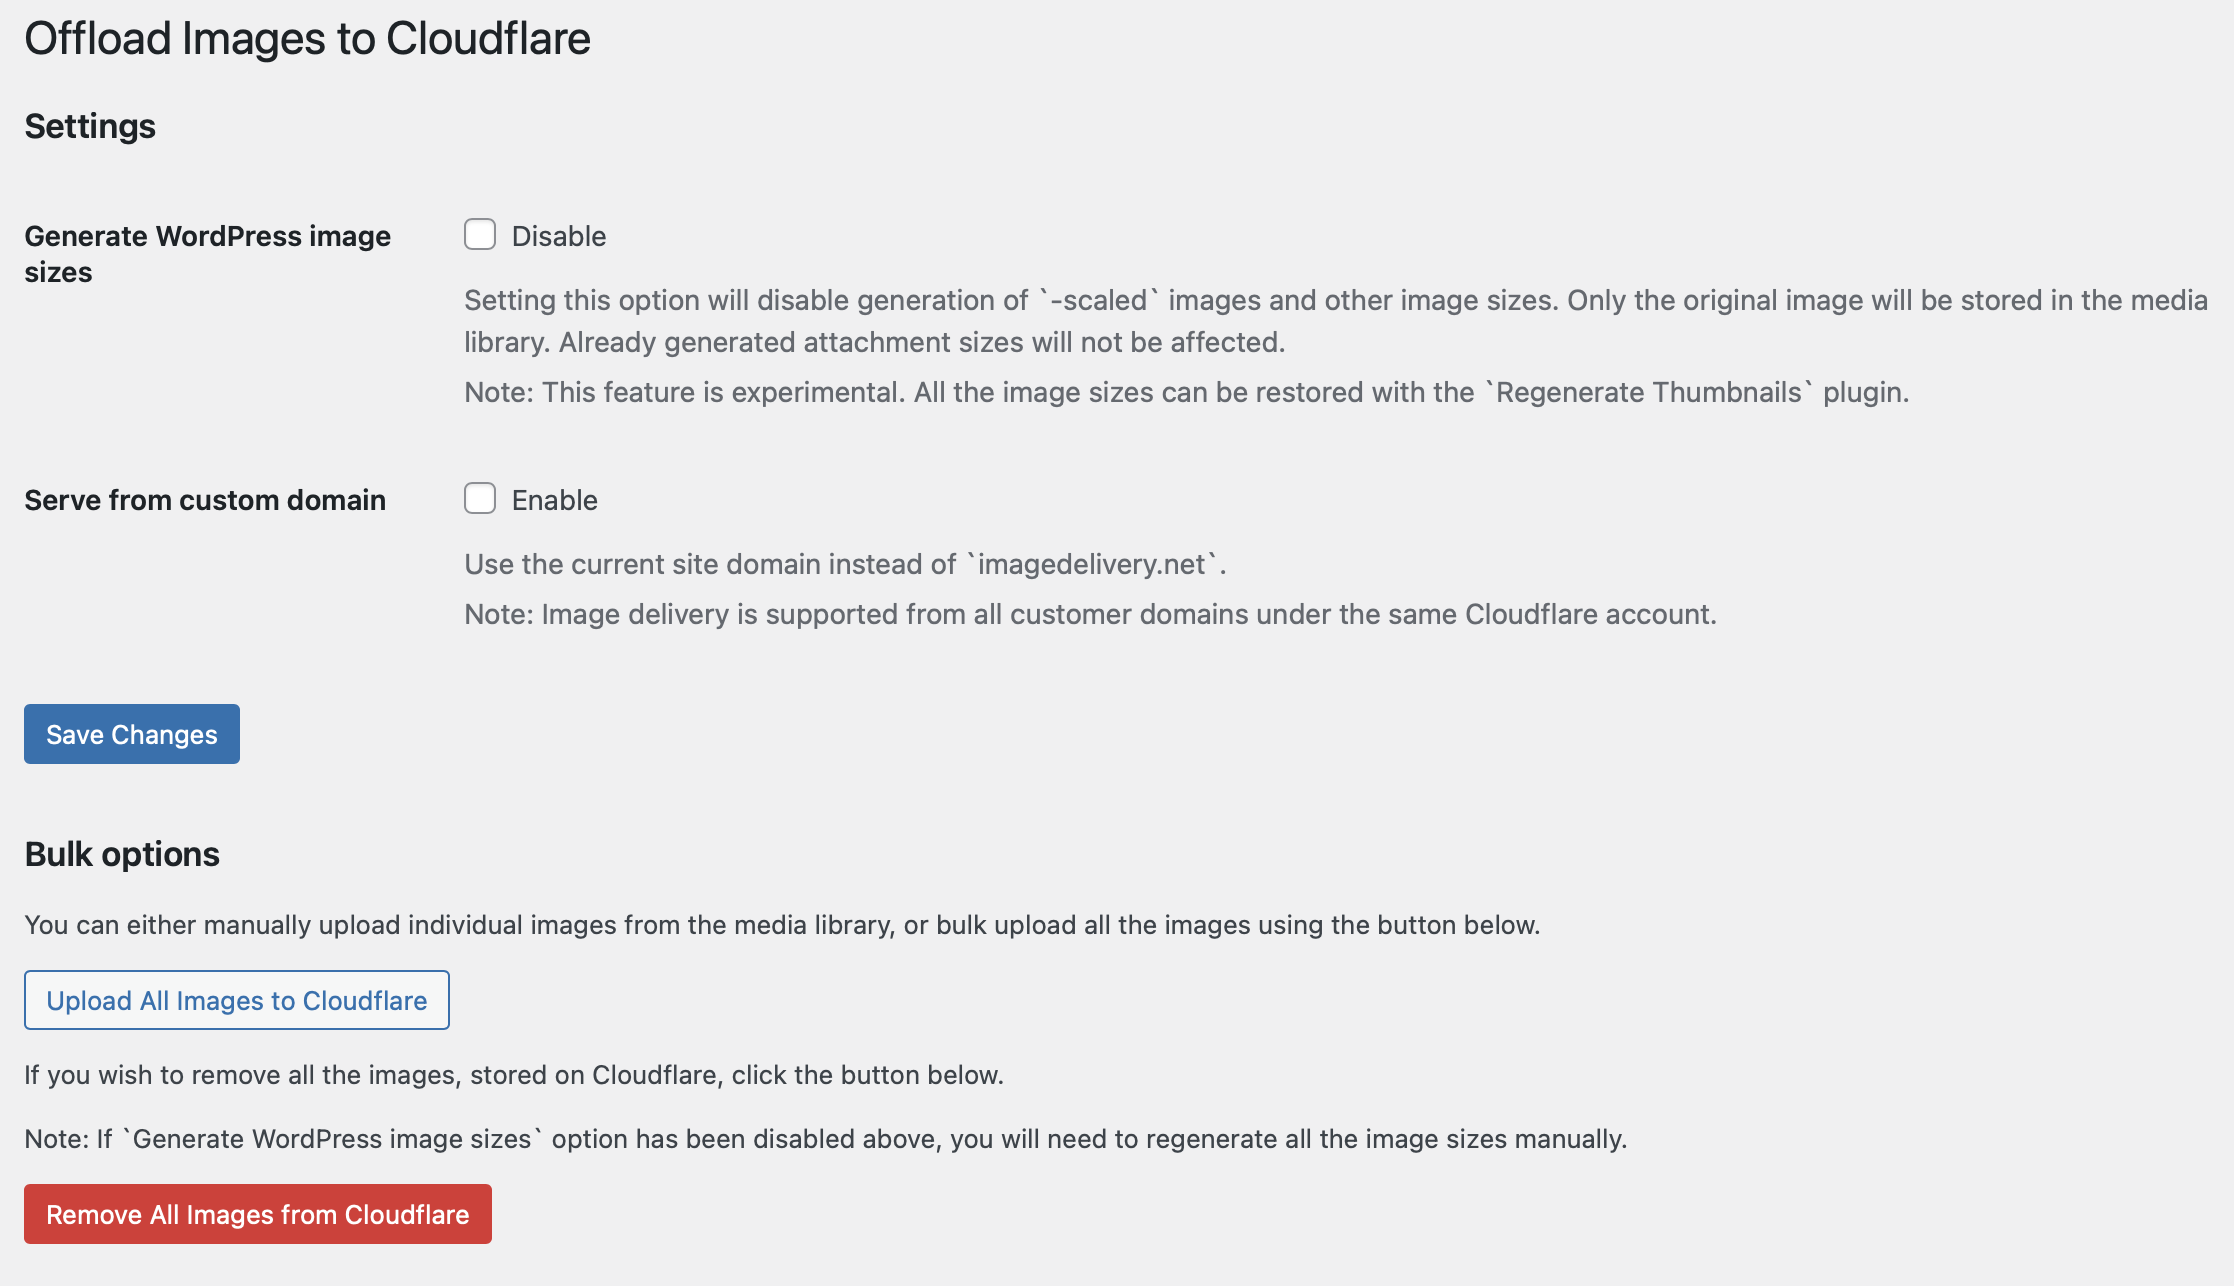 Offload Images to Cloudflare
Settings
Generate WordPress image
sizes
Disable
Setting this option will disable generation of `-scaled` images and other image sizes. Only the original image will be stored in the media
library. Already generated attachment sizes will not be affected.
Note: This feature is experimental. All the image sizes can be restored with the `Regenerate Thumbnails` plugin.
Serve from custom domain
Enable
Use the current site domain instead of `imagedelivery.net`.
Note: Image delivery is supported from all customer domains under the same Cloudflare account.
Save Changes
Bulk options
You can either manually upload individual images from the media library, or bulk upload all the images using the button below.
Upload All Images to Cloudflare
If you wish to remove all the images, stored on Cloudflare, click the button below.
Note: If `Generate WordPress image sizes` option has been disabled above, you will need to regenerate all the image sizes manually.
Remove All Images from Cloudflare